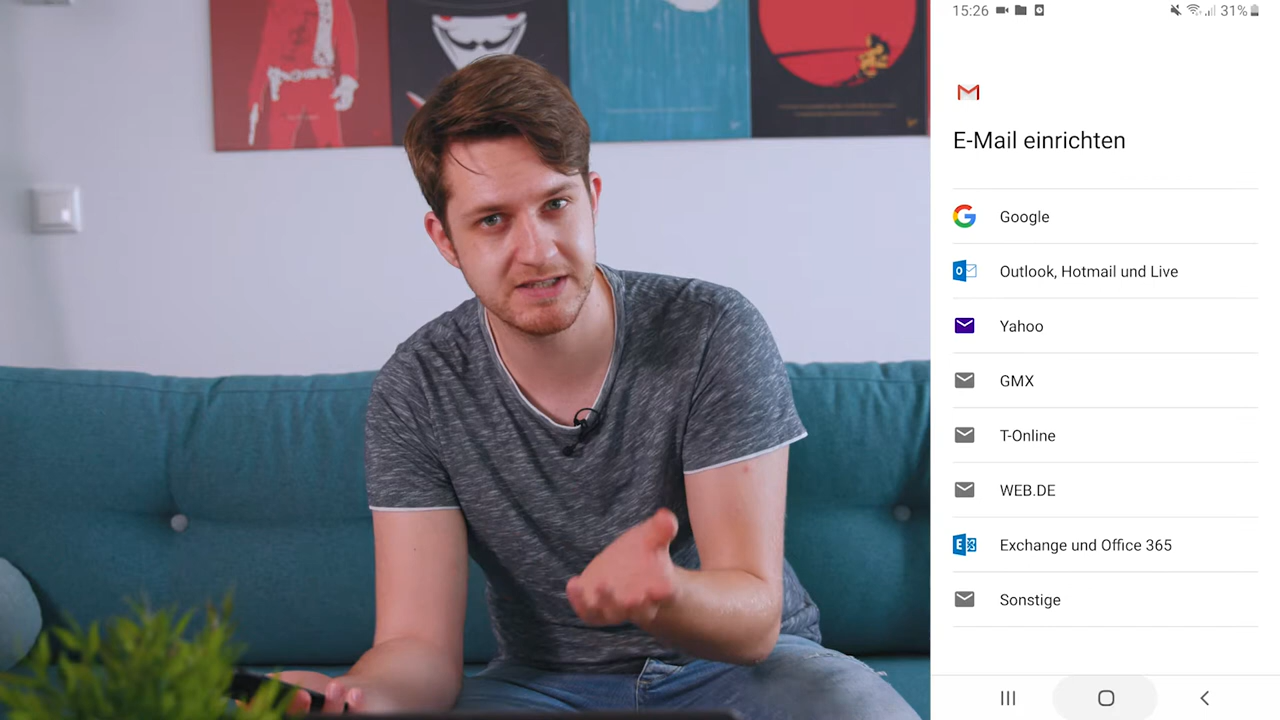 15:26
31%
E-Mail einrichten
Google
Outlook, Hotmail und Live
Yahoo
GMX
T-Online
WEB.DE
Exchange und Office 365
Sonstige